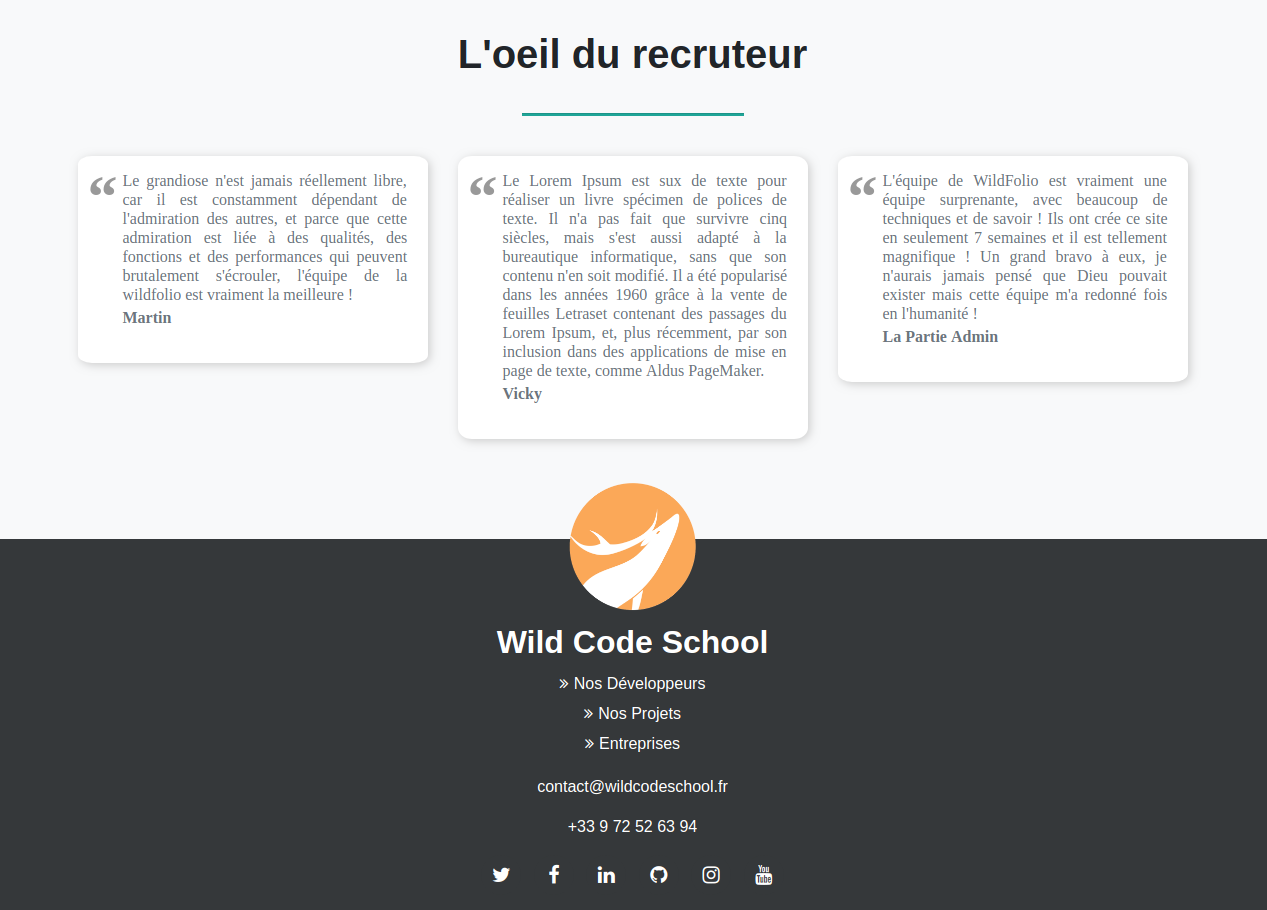 L'oeil du recruteur
“ Le grandiose n'est jamais réellement libre,
car il est constamment dépendant de
l'admiration des autres, et parce que cette
admiration est liée à des qualités, des
fonctions et des performances qui peuvent
brutalement s'écrouler, l'équipe de la
wildfolio est vraiment la meilleure !
Martin
“ Le Lorem Ipsum est sux de texte pour
réaliser un livre spécimen de polices de
texte. Il n'a pas fait que survivre cinq
siècles, mais s'est aussi adapté à la
bureautique informatique, sans que son
contenu n'en soit modifié. Il a été popularisé
dans les années 1960 grâce à la vente de
feuilles Letraset contenant des passages du
Lorem Ipsum, et, plus récemment, par son
inclusion dans des applications de mise en
page de texte, comme Aldus PageMaker.
Vicky
“ L'équipe de WildFolio est vraiment une
équipe surprenante, avec beaucoup de
techniques et de savoir ! Ils ont crée ce site
en seulement 7 semaines et il est tellement
magnifique ! Un grand bravo à eux, je
n'aurais jamais pensé que Dieu pouvait
exister mais cette équipe m'a redonné fois
en l'humanité !
La Partie Admin
Wild Code School
» Nos Développeurs
» Nos Projets
» Entreprises
contact@wildcodeschool.fr
+33 9 72 52 63 94
You
Tube